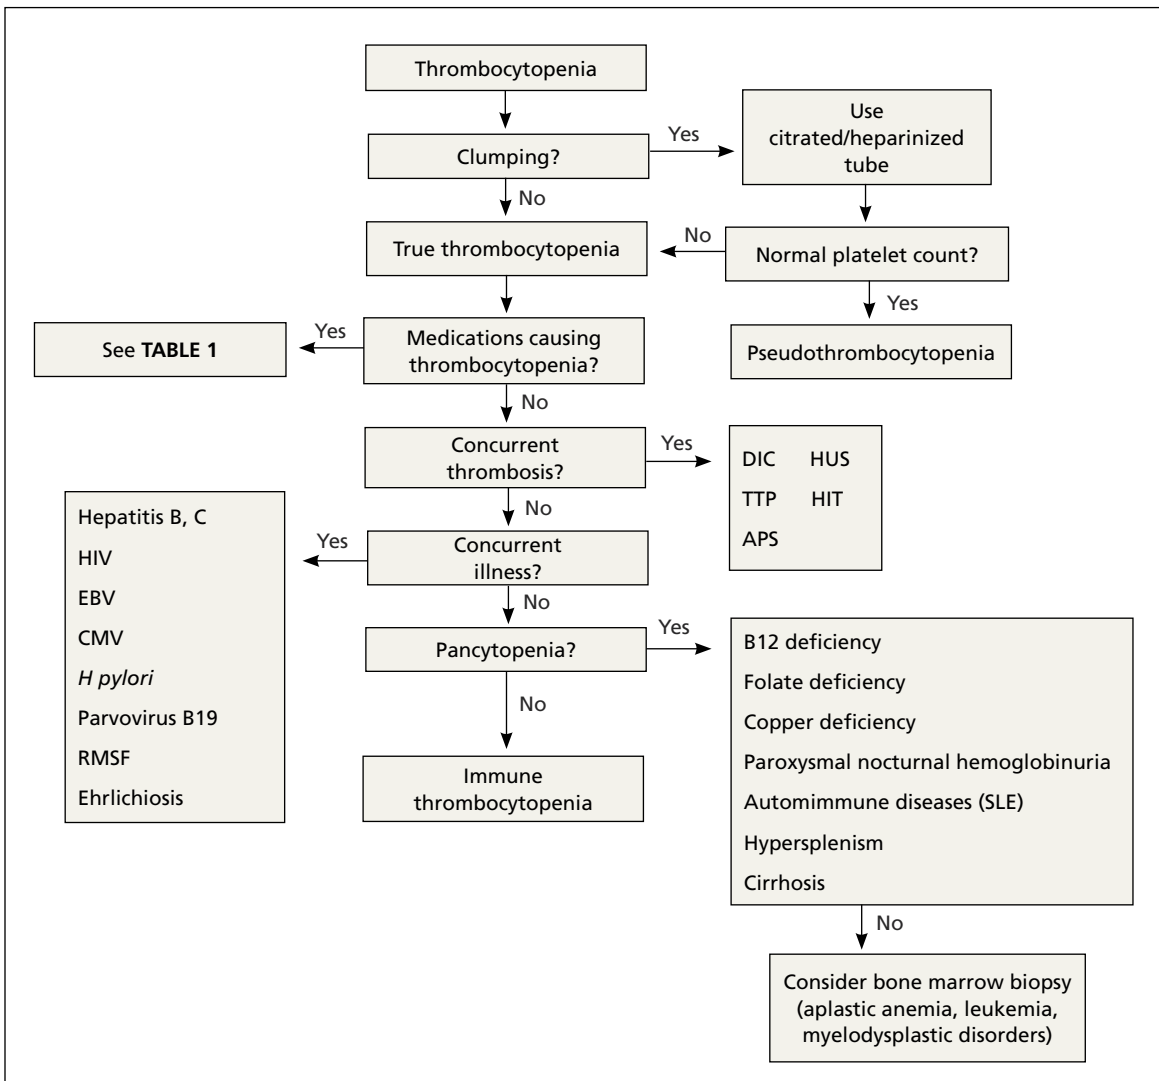 Thrombocytopenia
Clumping?
Yes
Use
citrated/heparinized
tube
No
True thrombocytopenia
No
Normal platelet count?
Yes
Pseudothrombocytopenia
Medications causing
thrombocytopenia?
Yes
See TABLE 1
No
Concurrent
thrombosis?
Yes
DIC HUS
TTP HIT
APS
No
Concurrent
illness?
Yes
Hepatitis B, C
HIV
EBV
CMV
H pylori
Parvovirus B19
RMSF
Ehrlichiosis
No
Pancytopenia?
Yes
B12 deficiency
Folate deficiency
Copper deficiency
Paroxysmal nocturnal hemoglobinuria
Automimmune diseases (SLE)
Hypersplenism
Cirrhosis
No
Immune
thrombocytopenia
No
Consider bone marrow biopsy
(aplastic anemia, leukemia,
myelodysplastic disorders)